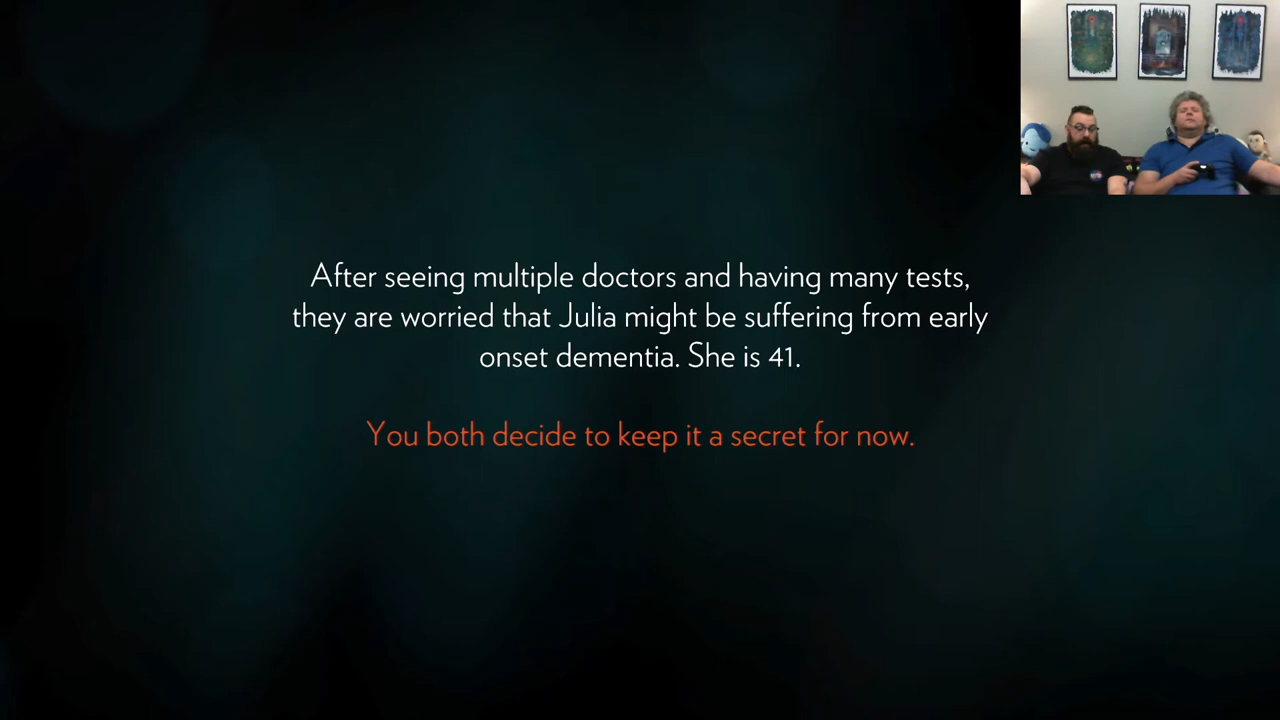 After seeing multiple doctors and having many tests,
they are worried that Julia might be suffering from early
onset dementia. She is 41.
You both decide to keep it a secret for now.